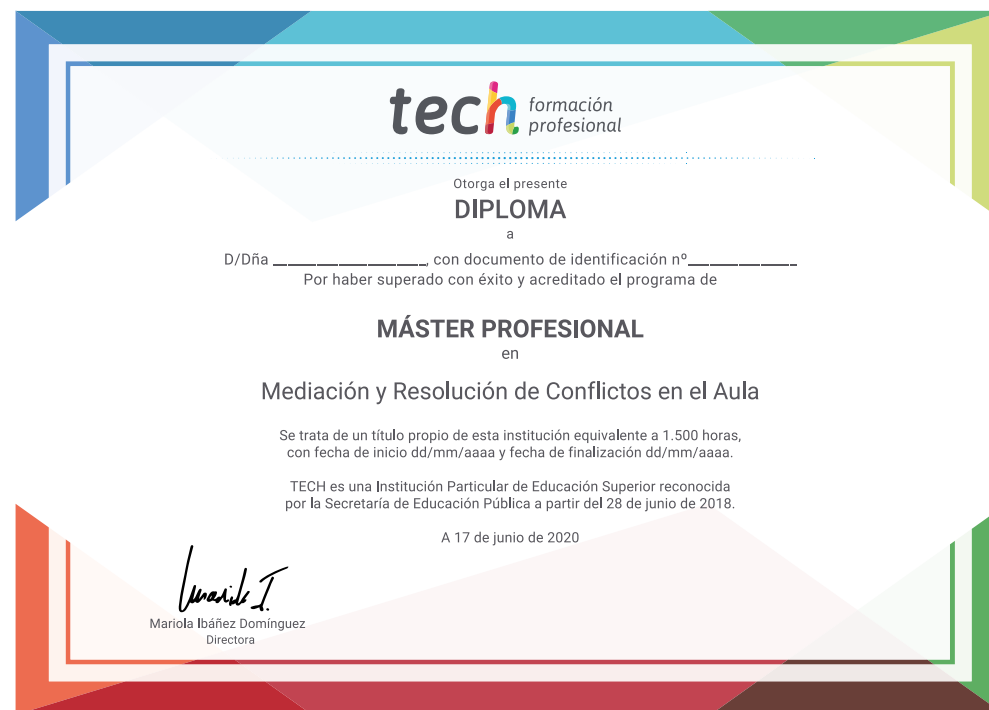 tech formación
profesional
Otorga el presente
DIPLOMA
a
D/Dña ____________________, con documento de identificación nº______________
Por haber superado con éxito y acreditado el programa de
MÁSTER PROFESIONAL
en
Mediación y Resolución de Conflictos en el Aula
Se trata de un título propio de esta institución equivalente a 1.500 horas,
con fecha de inicio dd/mm/aaaa y fecha de finalización dd/mm/aaaa.
TECH es una Institución Particular de Educación Superior reconocida
por la Secretaría de Educación Pública a partir del 28 de junio de 2018.
A 17 de junio de 2020
Mariola Ibáñez Domínguez
Directora